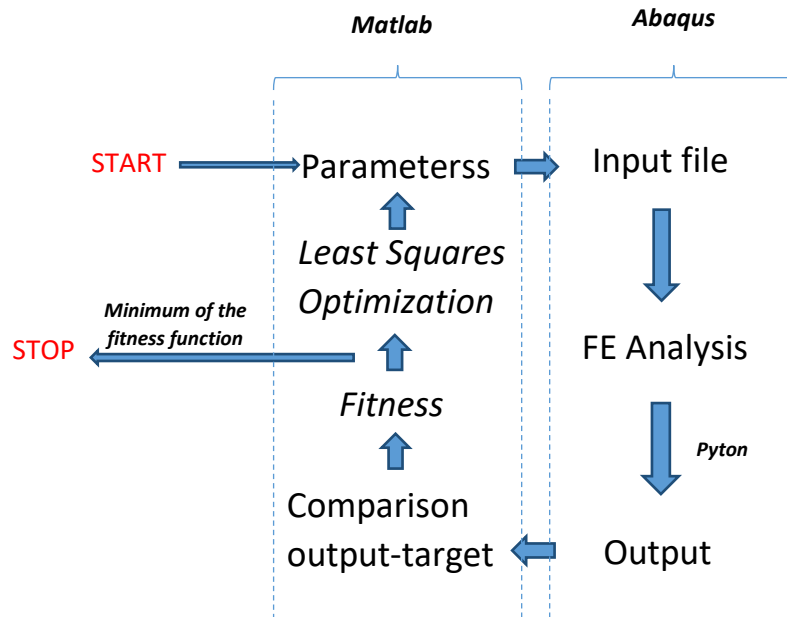 Matlab
Abaqus
START
Parameterss
Input file
Least Squares
Optimization
Minimum of the
fitness function
STOP
FE Analysis
Fitness
Pyton
Comparison
output-target
Output